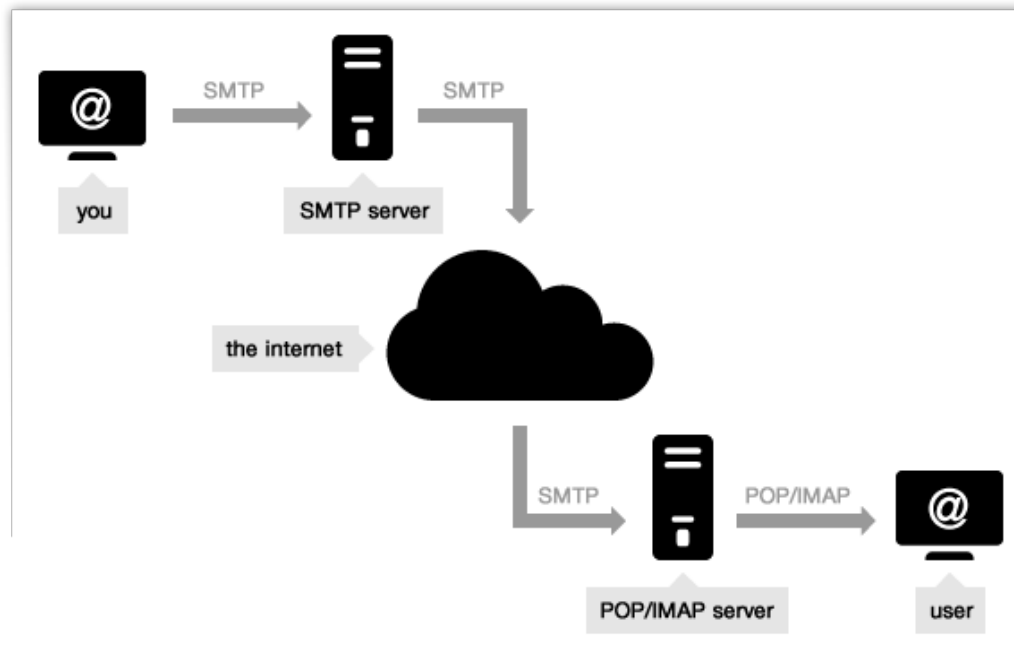 @
SMTP
SMTP
you
SMTP server
the internet
SMTP
POP/IMAP
@
POP/IMAP server
user